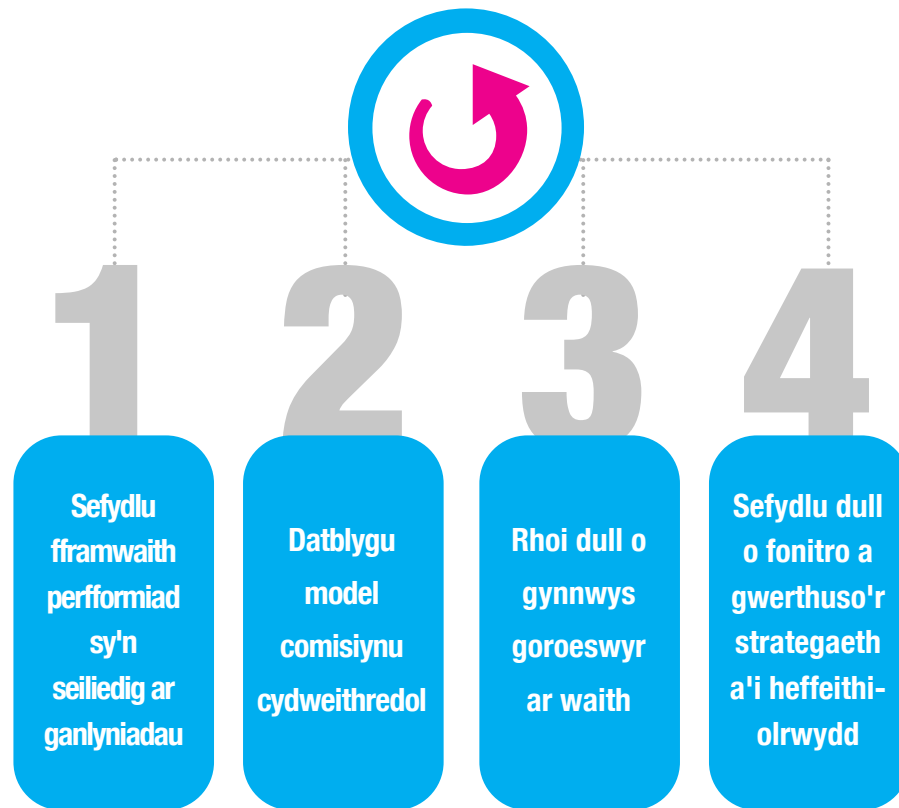 1
Sefydlu
fframwaith
perfformiad
sy'n
seiliedig ar
ganlyniadau
2
Datblygu
model
comisiynu
cydweithredol
3
Rhoi dull o
gynnwys
goroeswyr
ar waith
4
Sefydlu dull
o fonitro a
gwerthuso'r
strategaeth
a'i heffeithi-
olrwydd